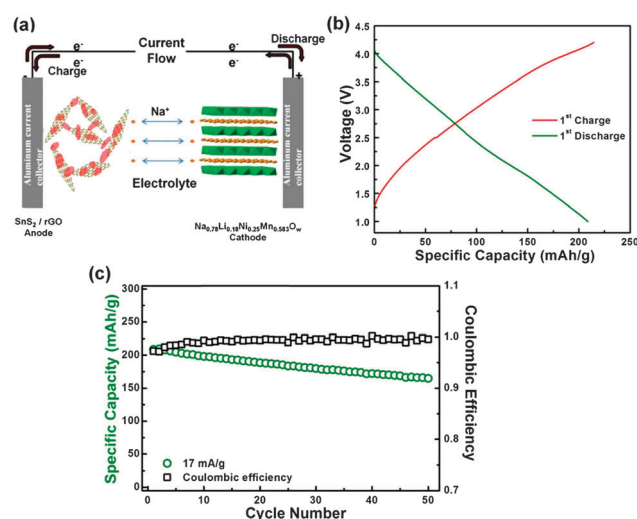 (a)
Discharge
e-
e-
Current
Flow
e-
e-
Charge
-
+
Na+
Electrolyte
Aluminum current
collector
Aluminum current
collector
SnS2 / rGO
Anode
Na0.78Li0.18Ni0.25Mn0.583Ow
Cathode
(b)
4.5
4.0
3.5
3.0
2.5
2.0
1.5
1.0
Voltage (V)
1st Charge
1st Discharge
0
50
100
150
200
250
Specific Capacity (mAh/g)
(c)
300
250
200
150
100
50
0
Specific Capacity (mAh/g)
1.1
1.0
0.9
0.8
0.7
Coulombic Efficiency
17 mA/g
Coulombic efficiency
0
10
20
30
40
50
Cycle Number